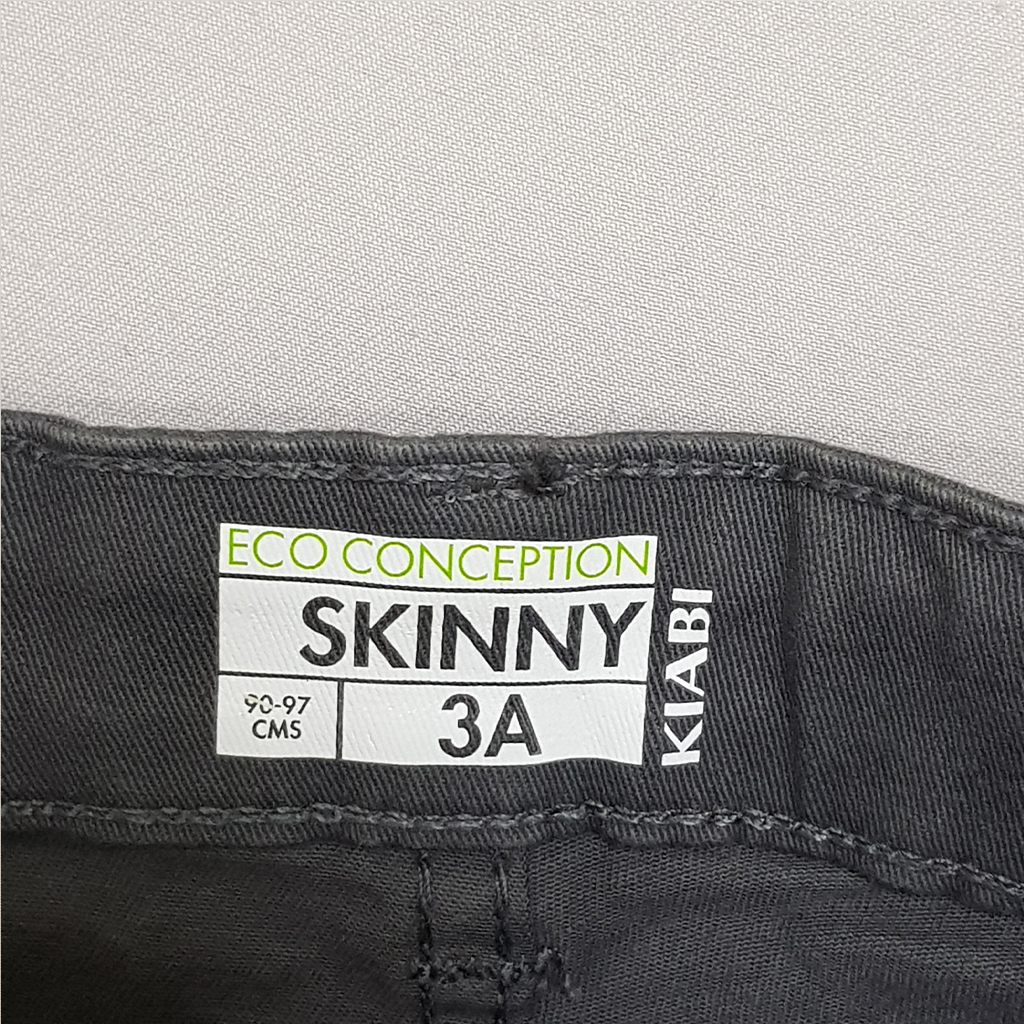 ECO CONCEPTION
SKINNY
90-97
CMS
3A
KIABI